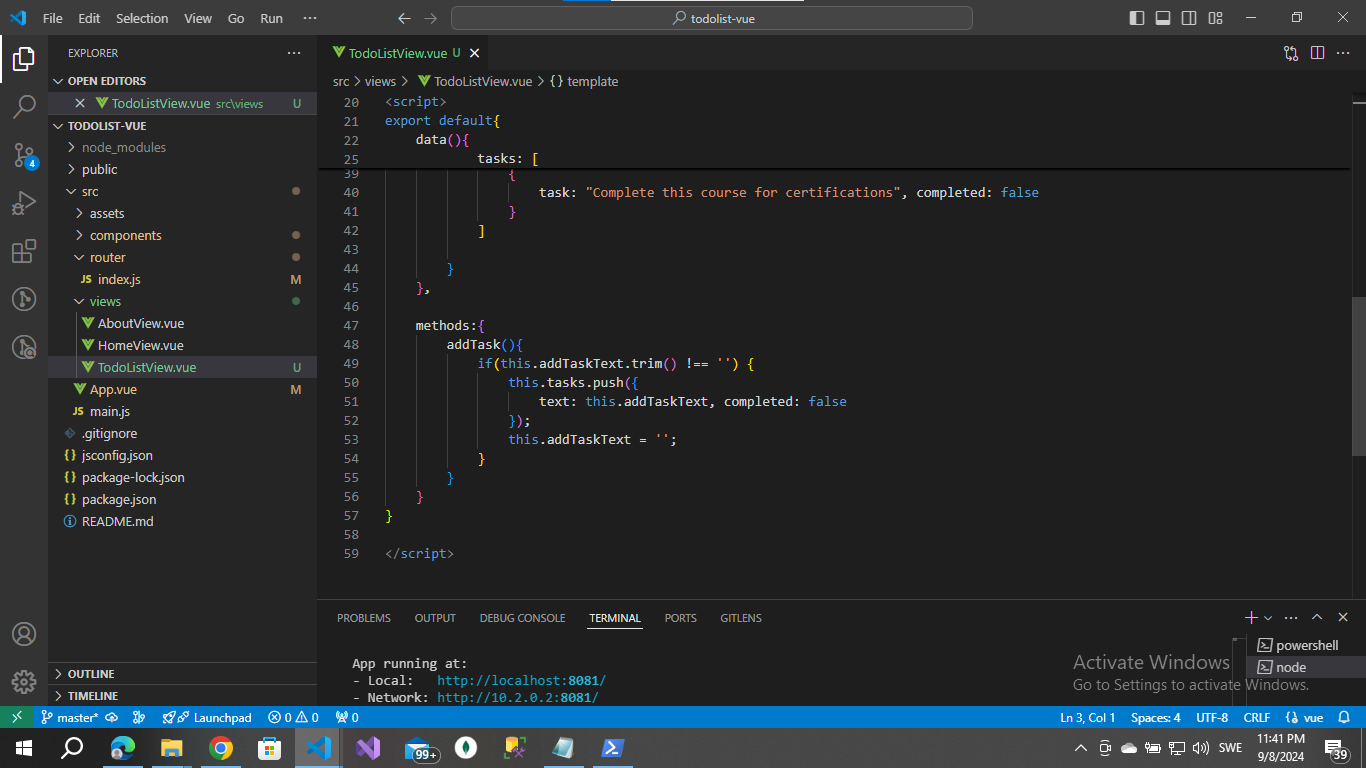 File Edit Selection View Go Run ···
todolist-vue
EXPLORER ···
OPEN EDITORS
TodoListView.vue src\views U
TODOLIST-VUE
node_modules
public
src
assets
components
router
JS index.js M
views
AboutView.vue
HomeView.vue
TodoListView.vue U
App.vue M
JS main.js
.gitignore
{} jsconfig.json
{} package-lock.json
{} package.json
README.md
OUTLINE
TIMELINE
4
TodoListView.vue U
src > views > TodoListView.vue > {} template
20 <script>
21 export default{
22 data(){
25 tasks: [
39 {
40 task: "Complete this course for certifications", completed: false
41 }
42 ]
43
44 }
45 },
46
47 methods:{
48 addTask(){
49 if(this.addTaskText.trim() !== '') {
50 this.tasks.push({
51 text: this.addTaskText, completed: false
52 });
53 this.addTaskText = '';
54 }
55 }
56 }
57 }
58
59 </script>
PROBLEMS OUTPUT DEBUG CONSOLE TERMINAL PORTS GITLENS
App running at:
- Local: http://localhost:8081/
- Network: http://10.2.0.2:8081/
powershell
node
Activate Windows
Go to Settings to activate Windows.
master* Launchpad 0 0 0 Ln 3, Col 1 Spaces: 4 UTF-8 CRLF {} vue
99+ SWE 11:41 PM
9/8/2024
39